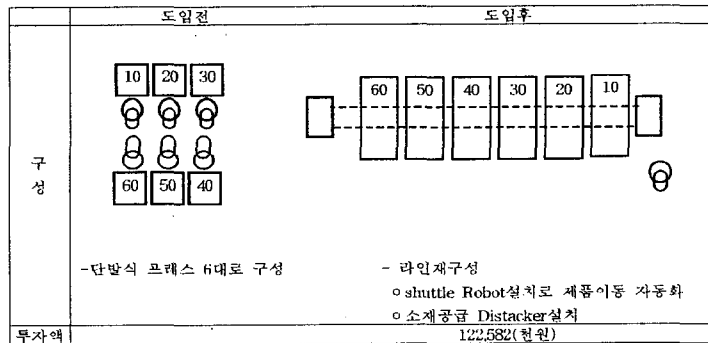 도입전 도입후
10 20 30
60 50 40 30 20 10
구
성
60 50 40
-단발식 프래스 6대로 구성 - 라인재구성
o shuttle Robot설치로 제품이동 자동화
o 소재공급 Distacker설치
투자액 122,582(천원)